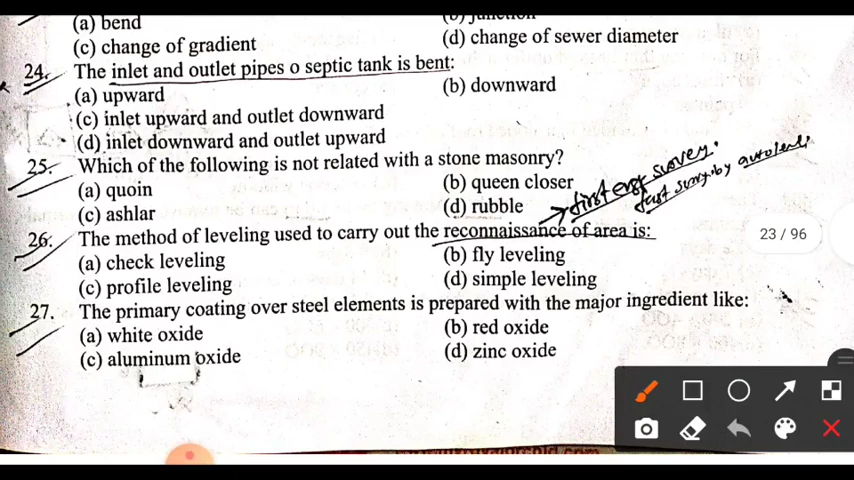 (a) bend
(b) junction
(c) change of gradient
(d) change of sewer diameter
24. The inlet and outlet pipes o septic tank is bent:
(a) upward
(b) downward
(c) inlet upward and outlet downward
(d) inlet downward and outlet upward
25. Which of the following is not related with a stone masonry?
(a) quoin
(b) queen closer
(c) ashlar
(d) rubble
first survey.
by
26. The method of leveling used to carry out the reconnaissance of area is:
(a) check leveling
(b) fly leveling
(c) profile leveling
(d) simple leveling
23 / 96
27. The primary coating over steel elements is prepared with the major ingredient like:
(a) white oxide
(b) red oxide
(c) aluminum oxide
(d) zinc oxide